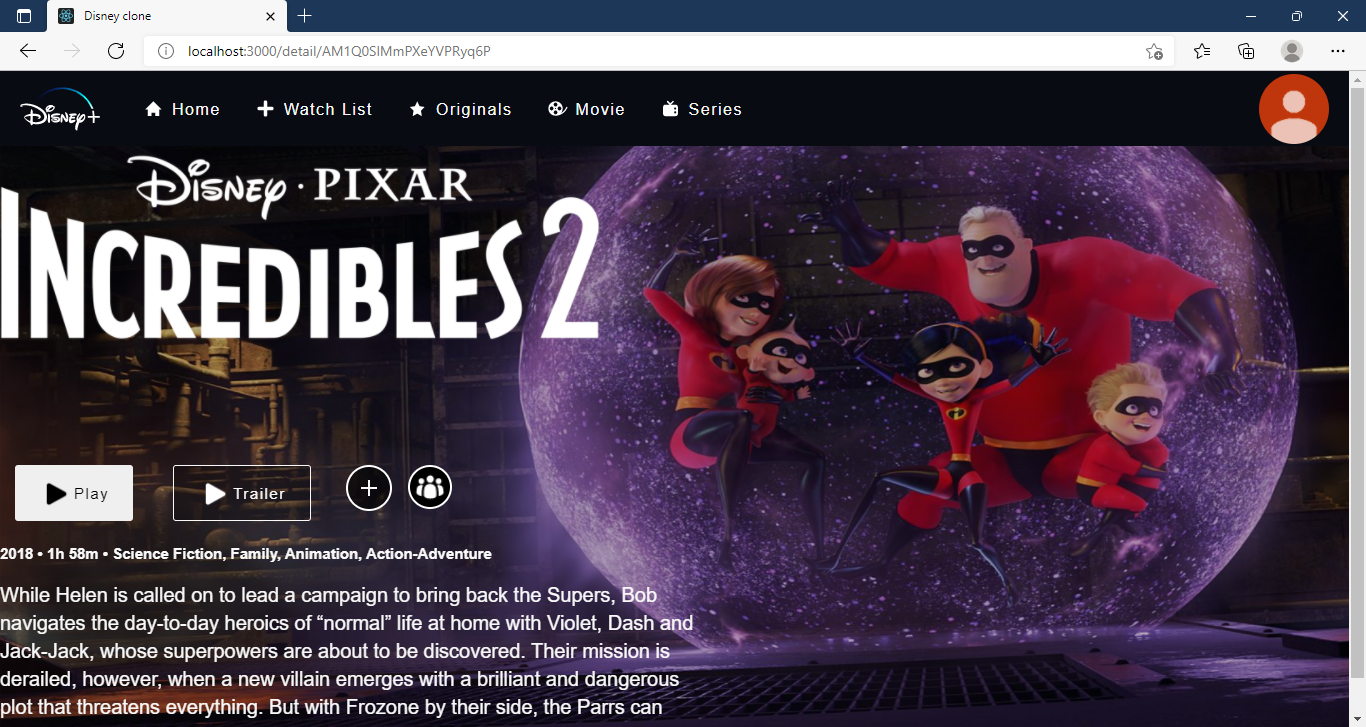 Disney clone
localhost:3000/detail/AM1Q0SIMmPXeYVPRyq6P
Disney+
Home
Watch List
Originals
Movie
Series
Disney · PIXAR
INCREDIBLES 2
Play
Trailer
2018 • 1h 58m • Science Fiction, Family, Animation, Action-Adventure
While Helen is called on to lead a campaign to bring back the Supers, Bob
navigates the day-to-day heroics of “normal” life at home with Violet, Dash and
Jack-Jack, whose superpowers are about to be discovered. Their mission is
derailed, however, when a new villain emerges with a brilliant and dangerous
plot that threatens everything. But with Frozone by their side, the Parrs can